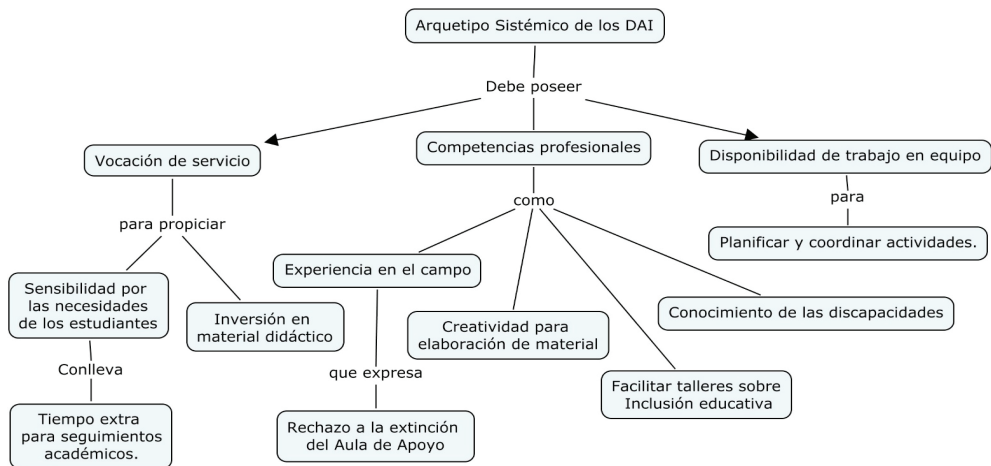 Arquetipo Sistémico de los DAI
Debe poseer
Vocación de servicio
Competencias profesionales
Disponibilidad de trabajo en equipo
para propiciar
como
para
Planificar y coordinar actividades.
Sensibilidad por
las necesidades
de los estudiantes
Inversión en
material didáctico
Experiencia en el campo
Creatividad para
elaboración de material
Conocimiento de las discapacidades
Conlleva
que expresa
Facilitar talleres sobre
Inclusión educativa
Tiempo extra
para seguimientos
académicos.
Rechazo a la extinción
del Aula de Apoyo